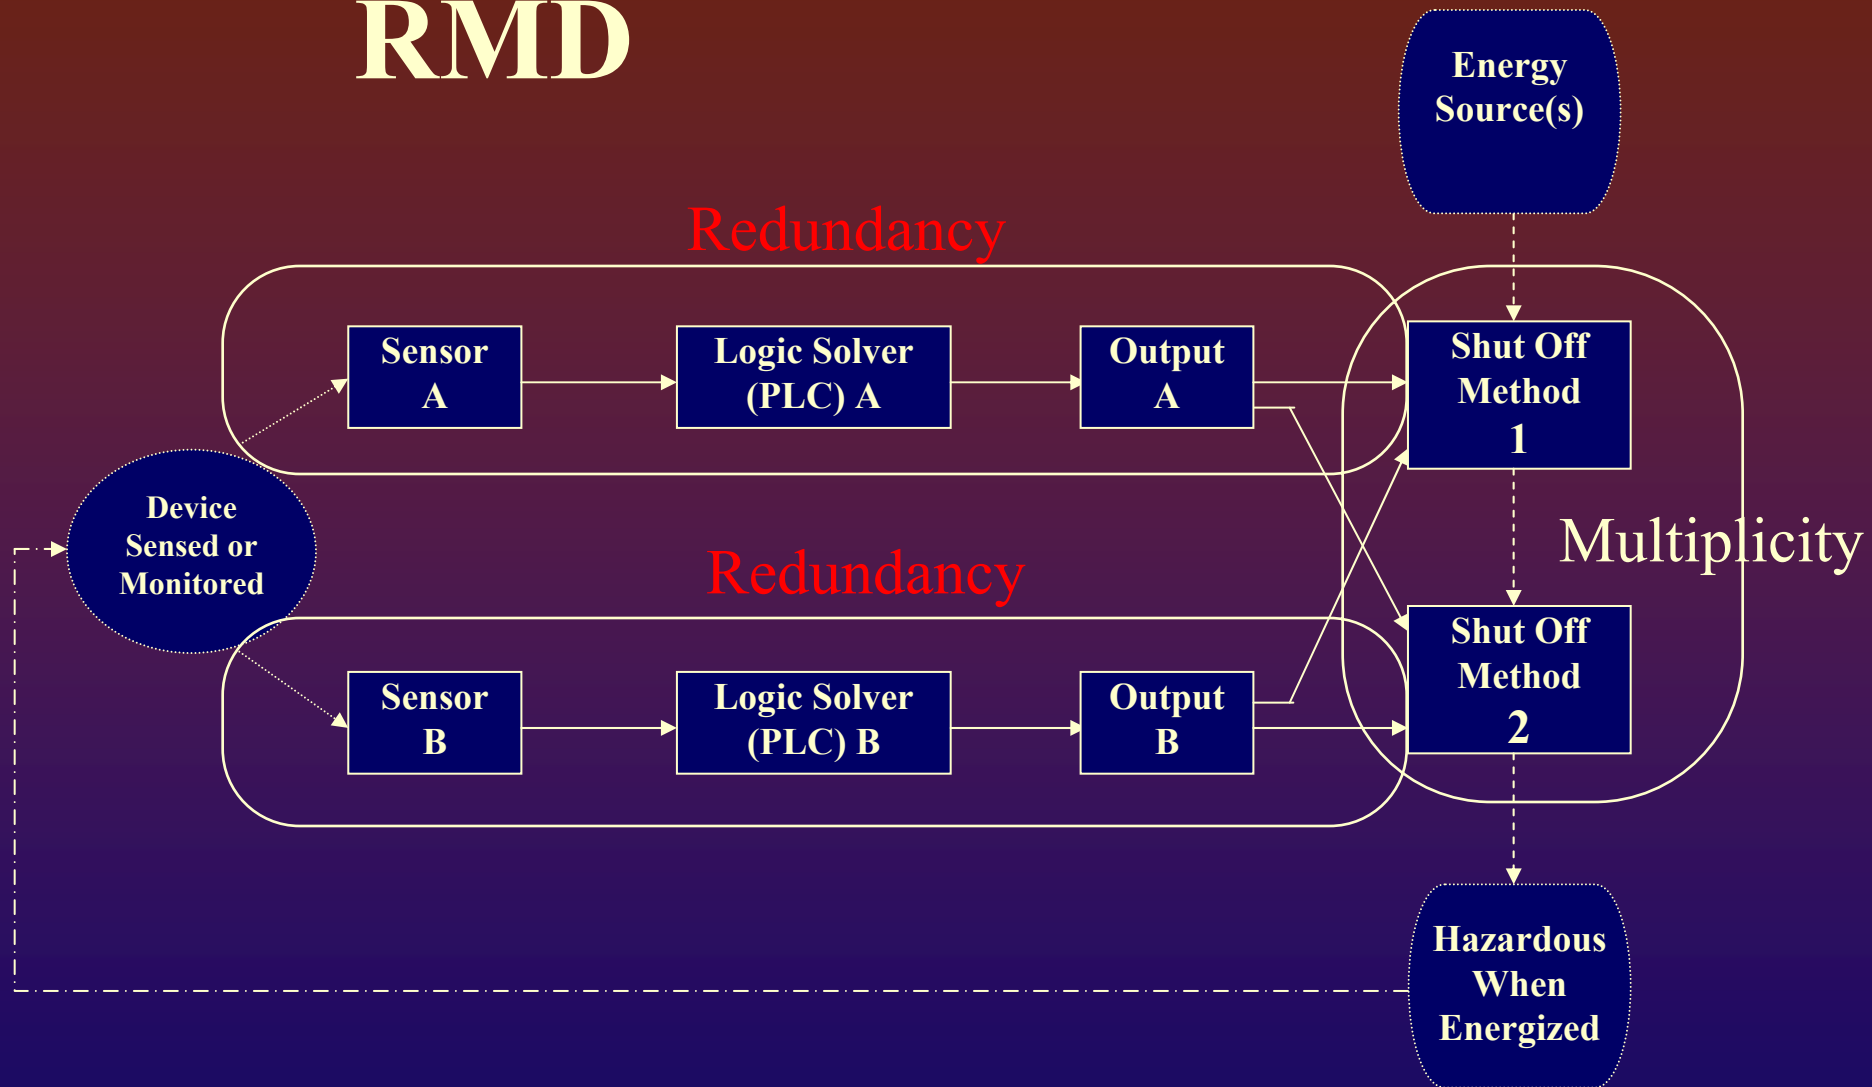 RMD
Energy
Source(s)
Redundancy
Sensor
A
Logic Solver
(PLC) A
Output
A
Shut Off
Method
1
Device
Sensed or
Monitored
Multiplicity
Redundancy
Sensor
B
Logic Solver
(PLC) B
Output
B
Shut Off
Method
2
Hazardous
When
Energized